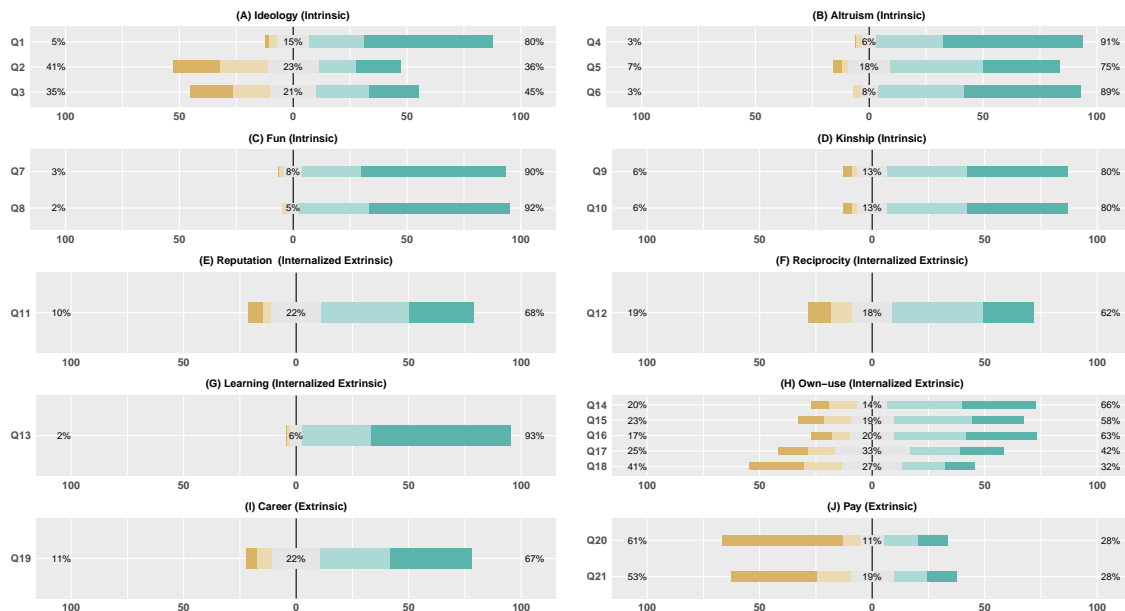 (A) Ideology (Intrinsic)
Q1 5% 15% 80%
Q2 41% 23% 36%
Q3 35% 21% 45%
100 50 0 50 100
(B) Altruism (Intrinsic)
Q4 3% 6% 91%
Q5 7% 18% 75%
Q6 3% 8% 89%
100 50 0 50 100
(C) Fun (Intrinsic)
Q7 3% 8% 90%
Q8 2% 5% 92%
100 50 0 50 100
(D) Kinship (Intrinsic)
Q9 6% 13% 80%
Q10 6% 13% 80%
100 50 0 50 100
(E) Reputation (Internalized Extrinsic)
Q11 10% 22% 68%
100 50 0 50 100
(F) Reciprocity (Internalized Extrinsic)
Q12 19% 18% 62%
100 50 0 50 100
(G) Learning (Internalized Extrinsic)
Q13 2% 6% 93%
100 50 0 50 100
(H) Own−use (Internalized Extrinsic)
Q14 20% 14% 66%
Q15 23% 19% 58%
Q16 17% 20% 63%
Q17 25% 33% 42%
Q18 41% 27% 32%
100 50 0 50 100
(I) Career (Extrinsic)
Q19 11% 22% 67%
100 50 0 50 100
(J) Pay (Extrinsic)
Q20 61% 11% 28%
Q21 53% 19% 28%
100 50 0 50 100